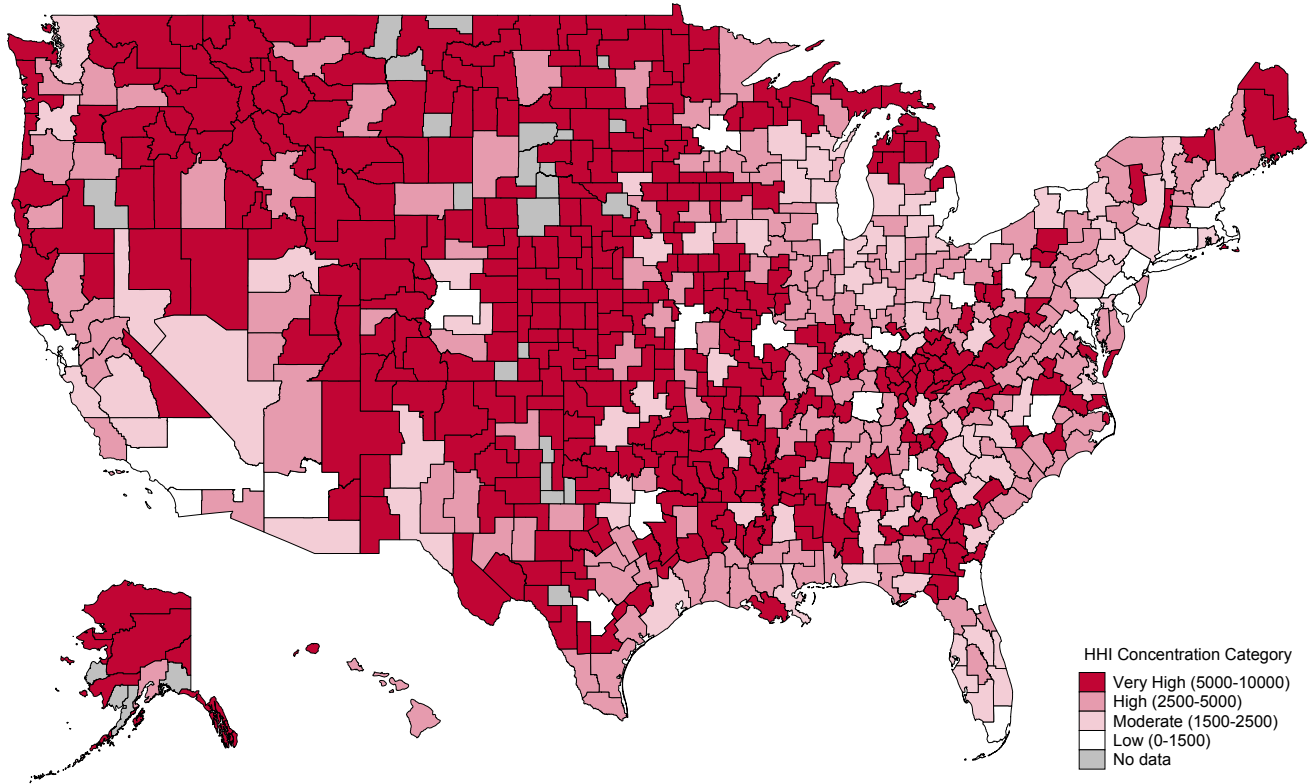 HHI Concentration Category
Very High (5000-10000)
High (2500-5000)
Moderate (1500-2500)
Low (0-1500)
No data